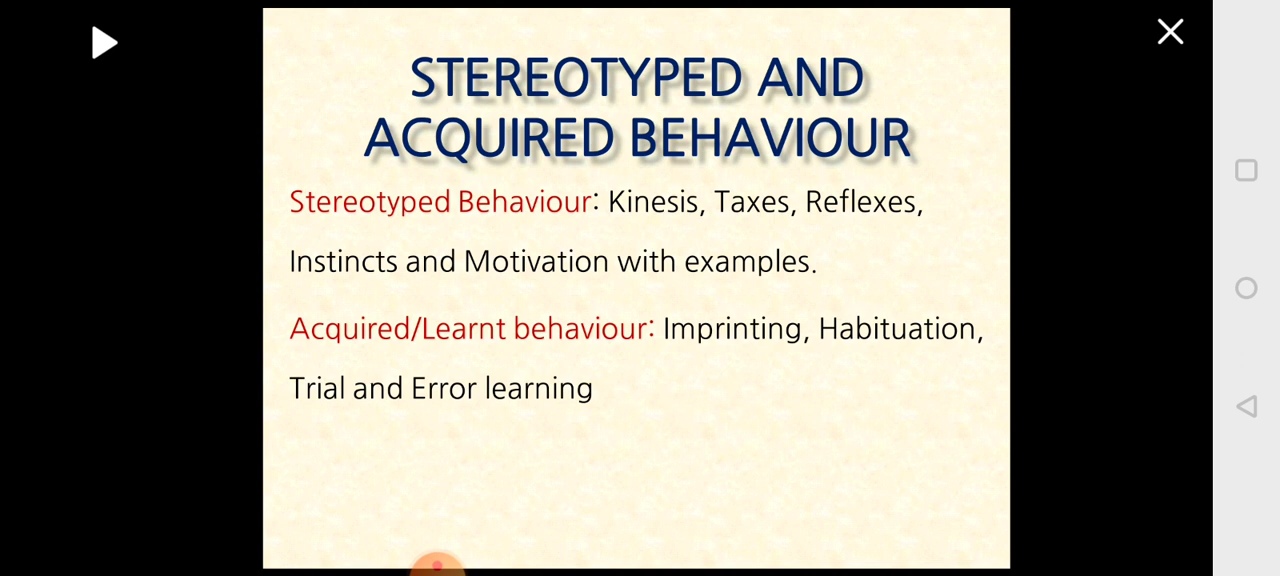 STEREOTYPED AND
ACQUIRED BEHAVIOUR
Stereotyped Behaviour: Kinesis, Taxes, Reflexes,
Instincts and Motivation with examples.
Acquired/Learnt behaviour: Imprinting, Habituation,
Trial and Error learning